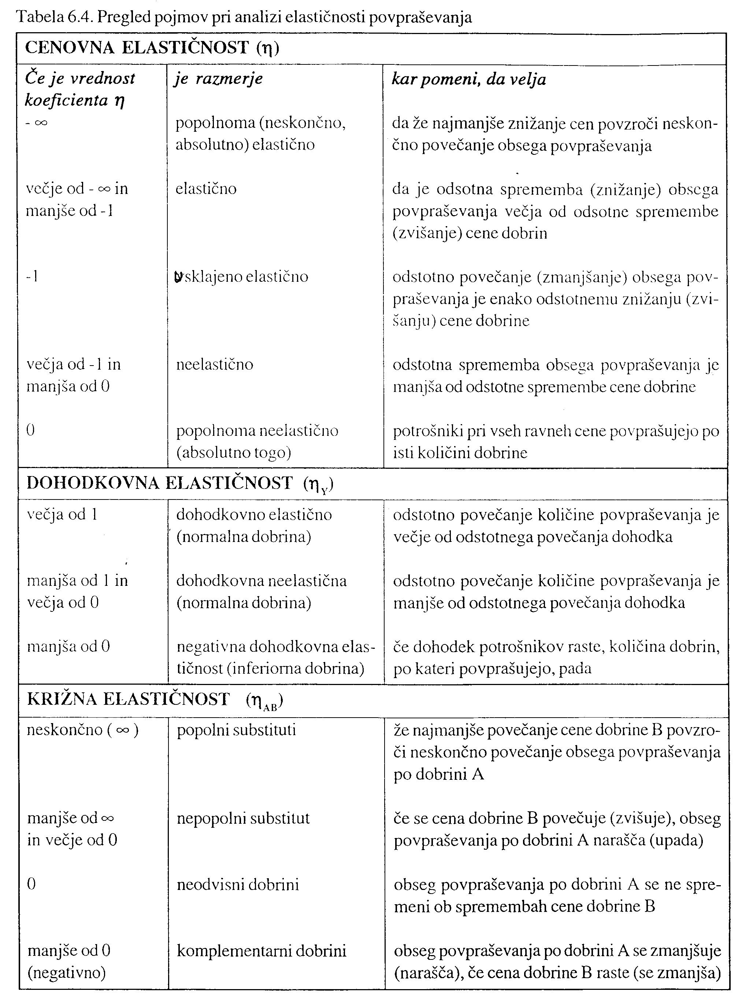 Tabela 6.4. Pregled pojmov pri analizi elastičnosti povpraševanja
CENOVNA ELASTIČNOST (η)
Če je vrednost
koeficienta η
je razmerje
kar pomeni, da velja
- ∞
popolnoma (neskončno,
absolutno) elastično
da že najmanjše znižanje cen povzroči neskon-
čno povečanje obsega povpraševanja
večje od - ∞ in
manjše od -1
elastično
da je odsotna sprememba (znižanje) obsega
povpraševanja večja od odsotne spremembe
(zvišanje) cene dobrin
-1
usklajeno elastično
odstotno povečanje (zmanjšanje) obsega pov-
praševanja je enako odstotnemu znižanju (zvi-
šanju) cene dobrine
večja od -1 in
manjša od 0
neelastično
odstotna sprememba obsega povpraševanja je
manjša od odstotne spremembe cene dobrine
0
popolnoma neelastično
(absolutno togo)
potrošniki pri vseh ravneh cene povprašujejo po
isti količini dobrine
DOHODKOVNA ELASTIČNOST (ηY)
večja od 1
dohodkovno elastično
(normalna dobrina)
odstotno povečanje količine povpraševanja je
večje od odstotnega povečanja dohodka
manjša od 1 in
večja od 0
dohodkovna neelastična
(normalna dobrina)
odstotno povečanje količine povpraševanja je
manjše od odstotnega povečanja dohodka
manjša od 0
negativna dohodkovna elas-
tičnost (inferiorna dobrina)
če dohodek potrošnikov raste, količina dobrin,
po kateri povprašujejo, pada
KRIŽNA ELASTIČNOST (ηAB)
neskončno ( ∞ )
popolni substituti
že najmanjše povečanje cene dobrine B povzro-
či neskončno povečanje obsega povpraševanja
po dobrini A
manjše od ∞
in večje od 0
nepopolni substitut
če se cena dobrine B povečuje (zvišuje), obseg
povpraševanja po dobrini A narašča (upada)
0
neodvisni dobrini
obseg povpraševanja po dobrini A se ne spre-
meni ob spremembah cene dobrine B
manjše od 0
(negativno)
komplementarni dobrini
obseg povpraševanja po dobrini A se zmanjšuje
(narašča), če cena dobrine B raste (se zmanjša)